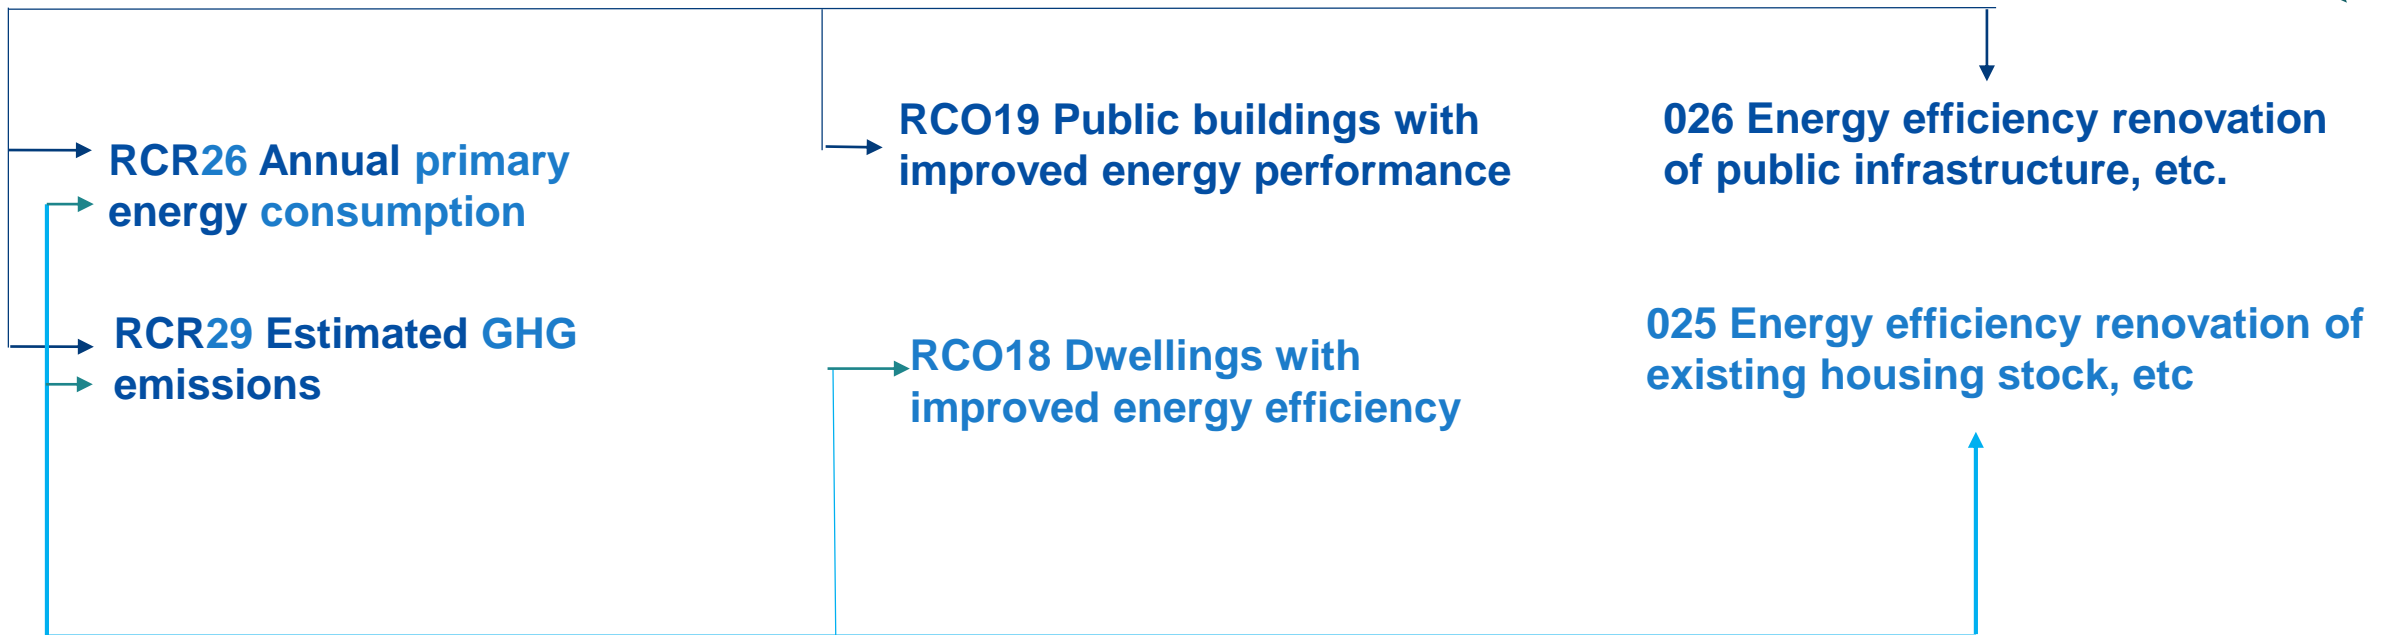 RCR26 Annual primary
energy consumption
RCR29 Estimated GHG
emissions
RCO19 Public buildings with
improved energy performance
RCO18 Dwellings with
improved energy efficiency
026 Energy efficiency renovation
of public infrastructure, etc.
025 Energy efficiency renovation of
existing housing stock, etc